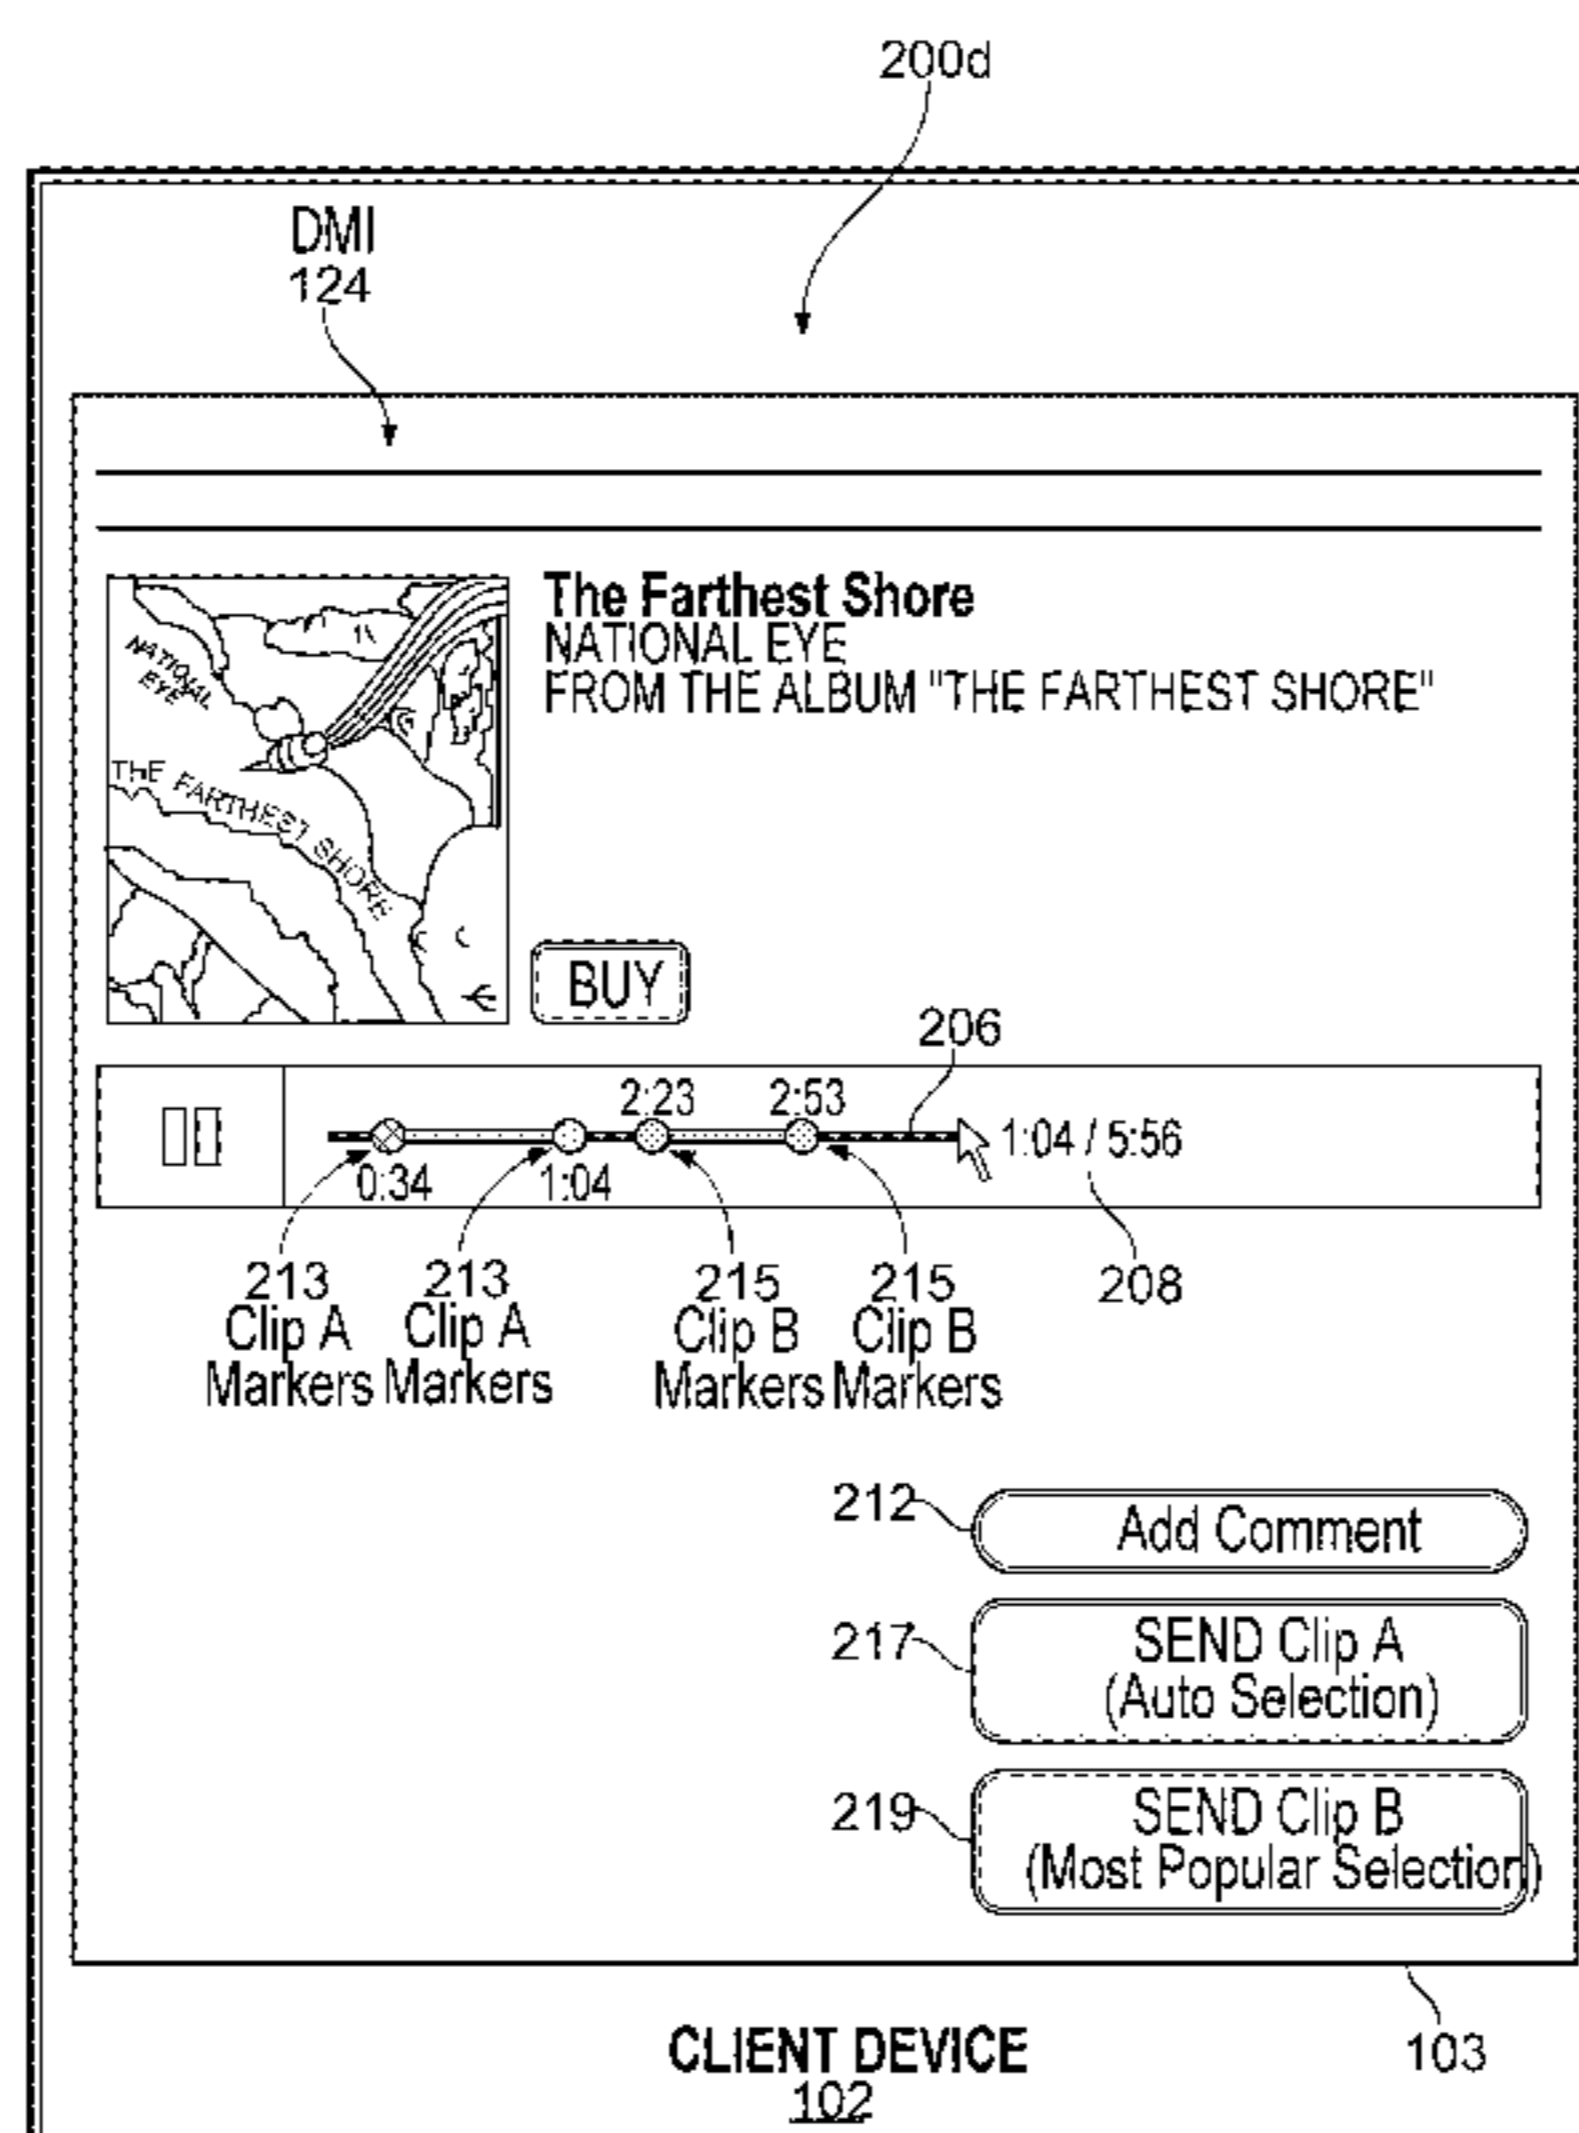 200d
DMI
124
The Farthest Shore
NATIONAL EYE
FROM THE ALBUM "THE FARTHEST SHORE"
NATIONAL
EYE
THE FARTHEST SHORE
BUY
206
2:23 2:53
1:04 / 5:56
0:34 1:04
213 213 215 215 208
Clip A Clip A Clip B Clip B
Markers Markers Markers Markers
212 Add Comment
217 SEND Clip A
(Auto Selection)
219 SEND Clip B
(Most Popular Selection)
CLIENT DEVICE
102
103